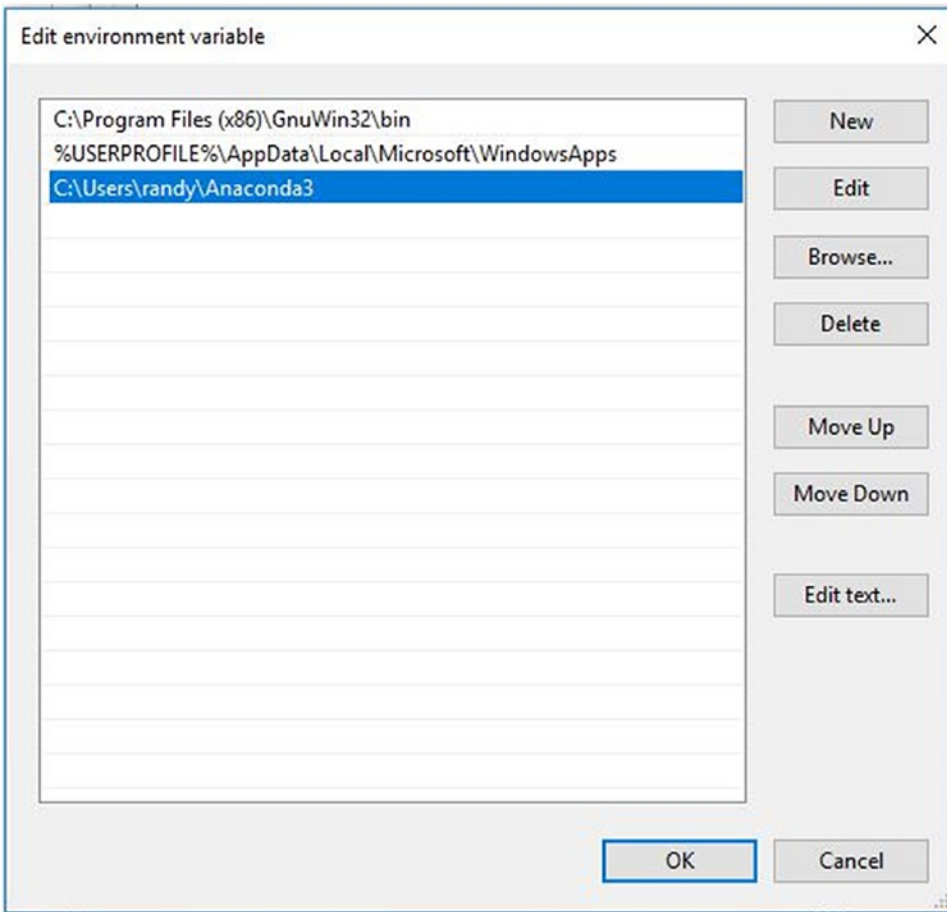 Edit environment variable
C:\Program Files (x86)\GnuWin32\bin
%USERPROFILE%\AppData\Local\Microsoft\WindowsApps
C:\Users\randy\Anaconda3
New
Edit
Browse...
Delete
Move Up
Move Down
Edit text...
OK
Cancel